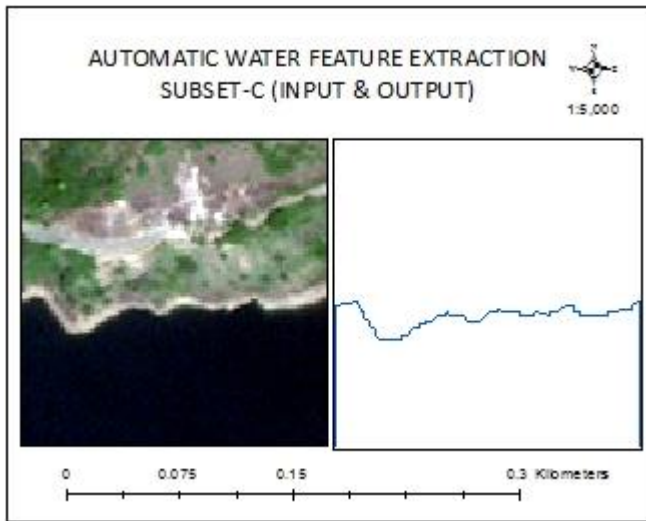 AUTOMATIC WATER FEATURE EXTRACTION
SUBSET-C (INPUT & OUTPUT)
N
W E
S
1:5,000
0 0.075 0.15 0.3 Kilometers